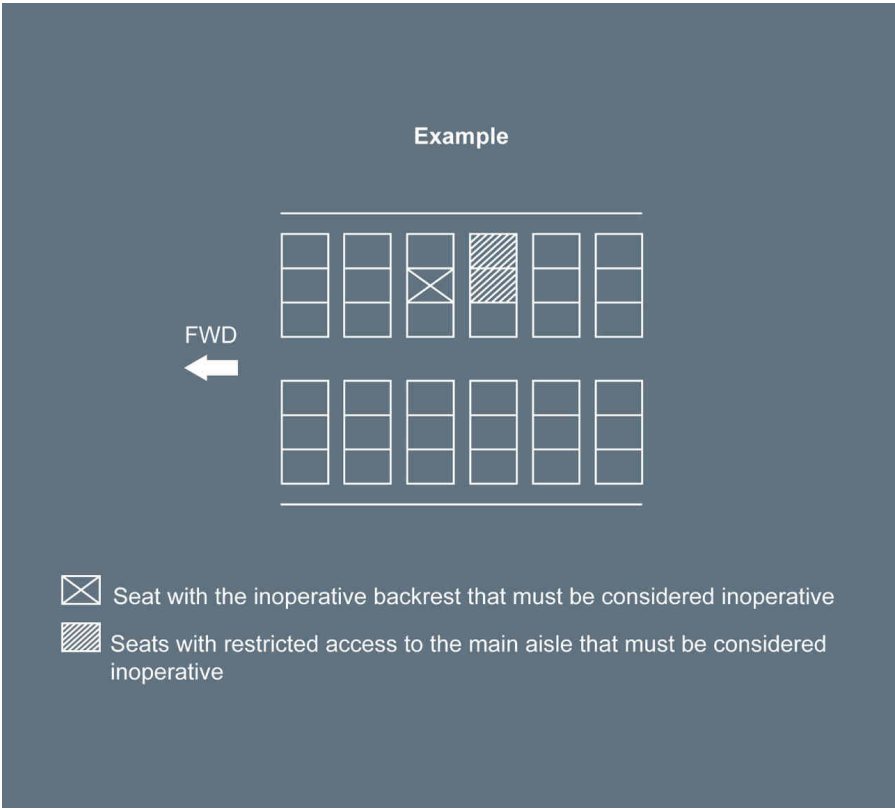 Example
FWD
Seat with the inoperative backrest that must be considered inoperative
Seats with restricted access to the main aisle that must be considered
inoperative